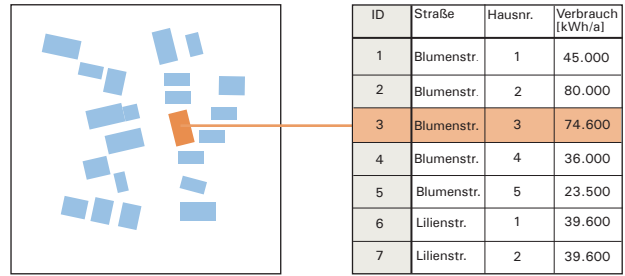 ID Straße Hausnr. Verbrauch
[kWh/a]
1 Blumenstr. 1 45.000
2 Blumenstr. 2 80.000
3 Blumenstr. 3 74.600
4 Blumenstr. 4 36.000
5 Blumenstr. 5 23.500
6 Lilienstr. 1 39.600
7 Lilienstr. 2 39.600